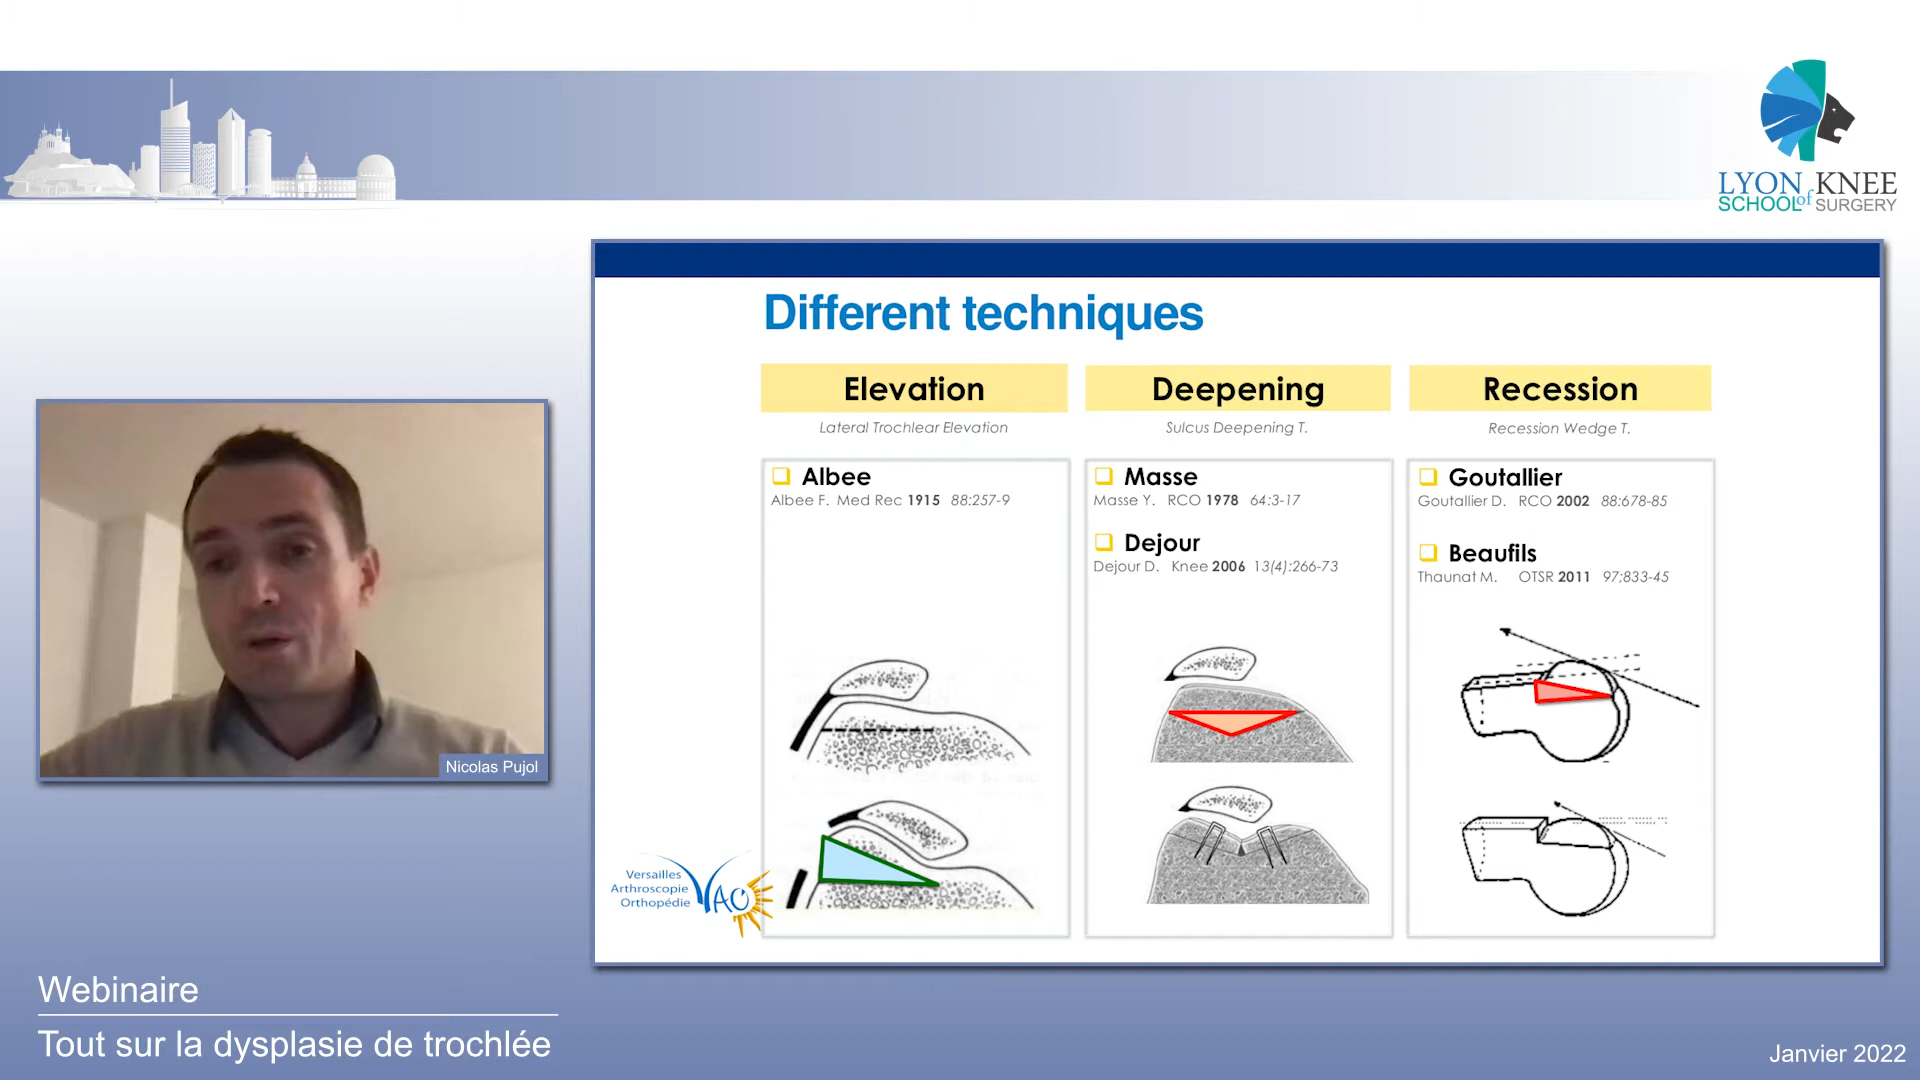 LYON KNEE
SCHOOL of SURGERY
Different techniques
Elevation
Lateral Trochlear Elevation
Albee
Albee F. Med Rec 1915 88:257-9
Deepening
Sulcus Deepening T.
Masse
Masse Y. RCO 1978 64:3-17
Dejour
Dejour D. Knee 2006 13(4):266-73
Recession
Recession Wedge T.
Goutallier
Goutallier D. RCO 2002 88:678-85
Beaufils
Thaunat M. OTSR 2011 97;833-45
Versailles
Arthroscopie
Orthopédie
VAO
Nicolas Pujol
Webinaire
Tout sur la dysplasie de trochlée
Janvier 2022